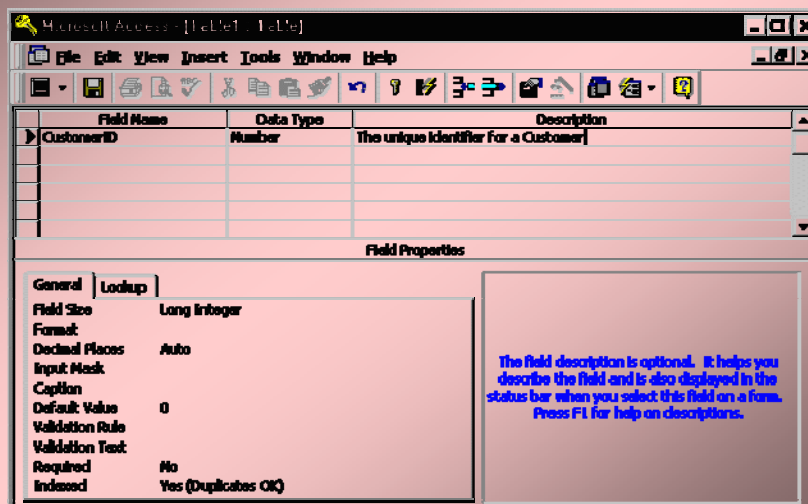 Microsoft Access - [Table1 : Table]
File Edit View Insert Tools Window Help
Field Name Data Type Description
CustomerID Number The unique identifier for a Customer
Field Properties
General Lookup
Field Size Long Integer
Format
Decimal Places Auto
Input Mask
Caption
Default Value 0
Validation Rule
Validation Text
Required No
Indexed Yes (Duplicates OK)
The field description is optional. It helps you
describe the field and is also displayed in the
status bar when you select this field on a form.
Press F1 for help on descriptions.